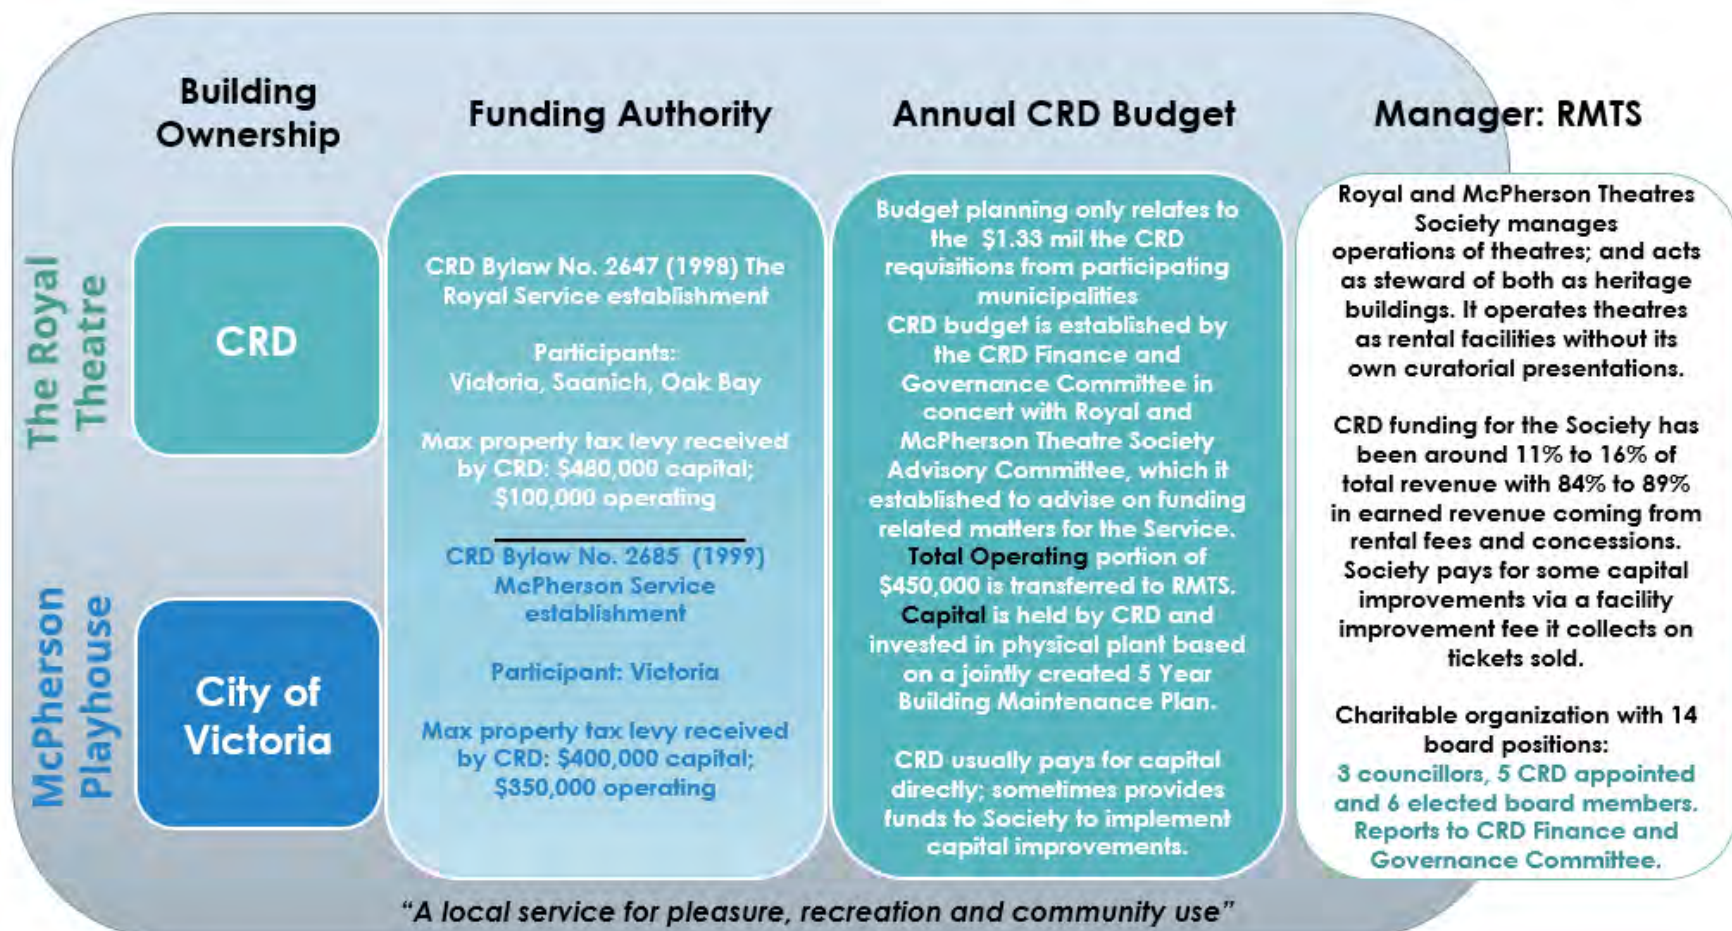 Building
Ownership
Funding Authority
Annual CRD Budget
Manager: RMTS
The Royal
Theatre
CRD
McPherson
Playhouse
City of
Victoria
CRD Bylaw No. 2647 (1998) The
Royal Service establishment
Participants:
Victoria, Saanich, Oak Bay
Max property tax levy received
by CRD: $480,000 capital;
$100,000 operating
CRD Bylaw No. 2685 (1999)
McPherson Service
establishment
Participant: Victoria
Max property tax levy received
by CRD: $400,000 capital;
$350,000 operating
Budget planning only relates to
the $1.33 mil the CRD
requisitions from participating
municipalities
CRD budget is established by
the CRD Finance and
Governance Committee in
concert with Royal and
McPherson Theatre Society
Advisory Committee, which it
established to advise on funding
related matters for the Service.
Total Operating portion of
$450,000 is transferred to RMTS.
Capital is held by CRD and
invested in physical plant based
on a jointly created 5 Year
Building Maintenance Plan.
CRD usually pays for capital
directly; sometimes provides
funds to Society to implement
capital improvements.
Royal and McPherson Theatres
Society manages
operations of theatres; and acts
as steward of both as heritage
buildings. It operates theatres
as rental facilities without its
own curatorial presentations.
CRD funding for the Society has
been around 11% to 16% of
total revenue with 84% to 89%
in earned revenue coming from
rental fees and concessions.
Society pays for some capital
improvements via a facility
improvement fee it collects on
tickets sold.
Charitable organization with 14
board positions:
3 councillors, 5 CRD appointed
and 6 elected board members.
Reports to CRD Finance and
Governance Committee.
"A local service for pleasure, recreation and community use"